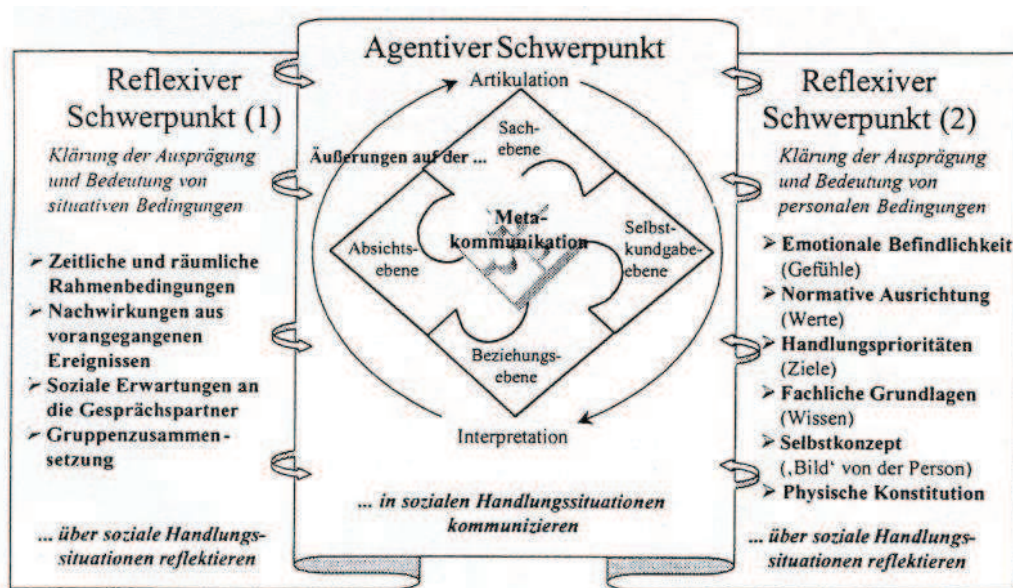 Reflexiver
Schwerpunkt (1)
Klärung der Ausprägung
und Bedeutung von
situativen Bedingungen
➢ Zeitliche und räumliche
Rahmenbedingungen
➢ Nachwirkungen aus
vorangegangenen
Ereignissen
➢ Soziale Erwartungen an
die Gesprächspartner
➢ Gruppenzusammen-
setzung
... über soziale Handlungs-
situationen reflektieren
Agentiver Schwerpunkt
Artikulation
Äußerungen auf der ...
Sach-
ebene
Meta-
kommunikation
Absichts-
ebene
Selbst-
kundgabe-
ebene
Beziehungs-
ebene
Interpretation
... in sozialen Handlungssituationen
kommunizieren
Reflexiver
Schwerpunkt (2)
Klärung der Ausprägung
und Bedeutung von
personalen Bedingungen
➢ Emotionale Befindlichkeit
(Gefühle)
➢ Normative Ausrichtung
(Werte)
➢ Handlungsprioritäten
(Ziele)
➢ Fachliche Grundlagen
(Wissen)
➢ Selbstkonzept
(‚Bild‘ von der Person)
➢ Physische Konstitution
... über soziale Handlungs-
situationen reflektieren